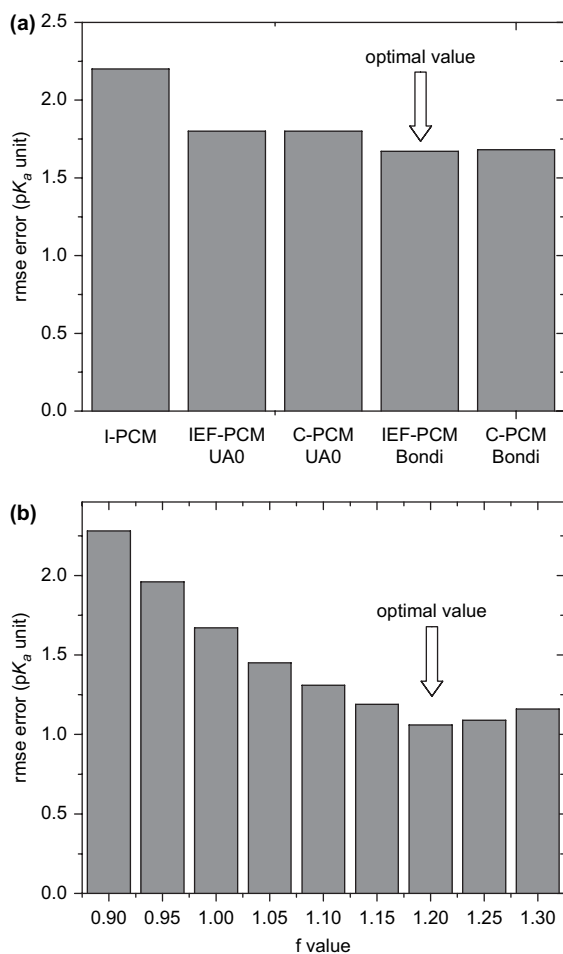 (a)
2.5
optimal value
2.0
1.5
1.0
0.5
0.0
rmse error (pKa unit)
I-PCM
IEF-PCM UA0
C-PCM UA0
IEF-PCM Bondi
C-PCM Bondi
(b)
2.0
optimal value
1.5
1.0
0.5
0.0
rmse error (pKa unit)
0.90 0.95 1.00 1.05 1.10 1.15 1.20 1.25 1.30
f value